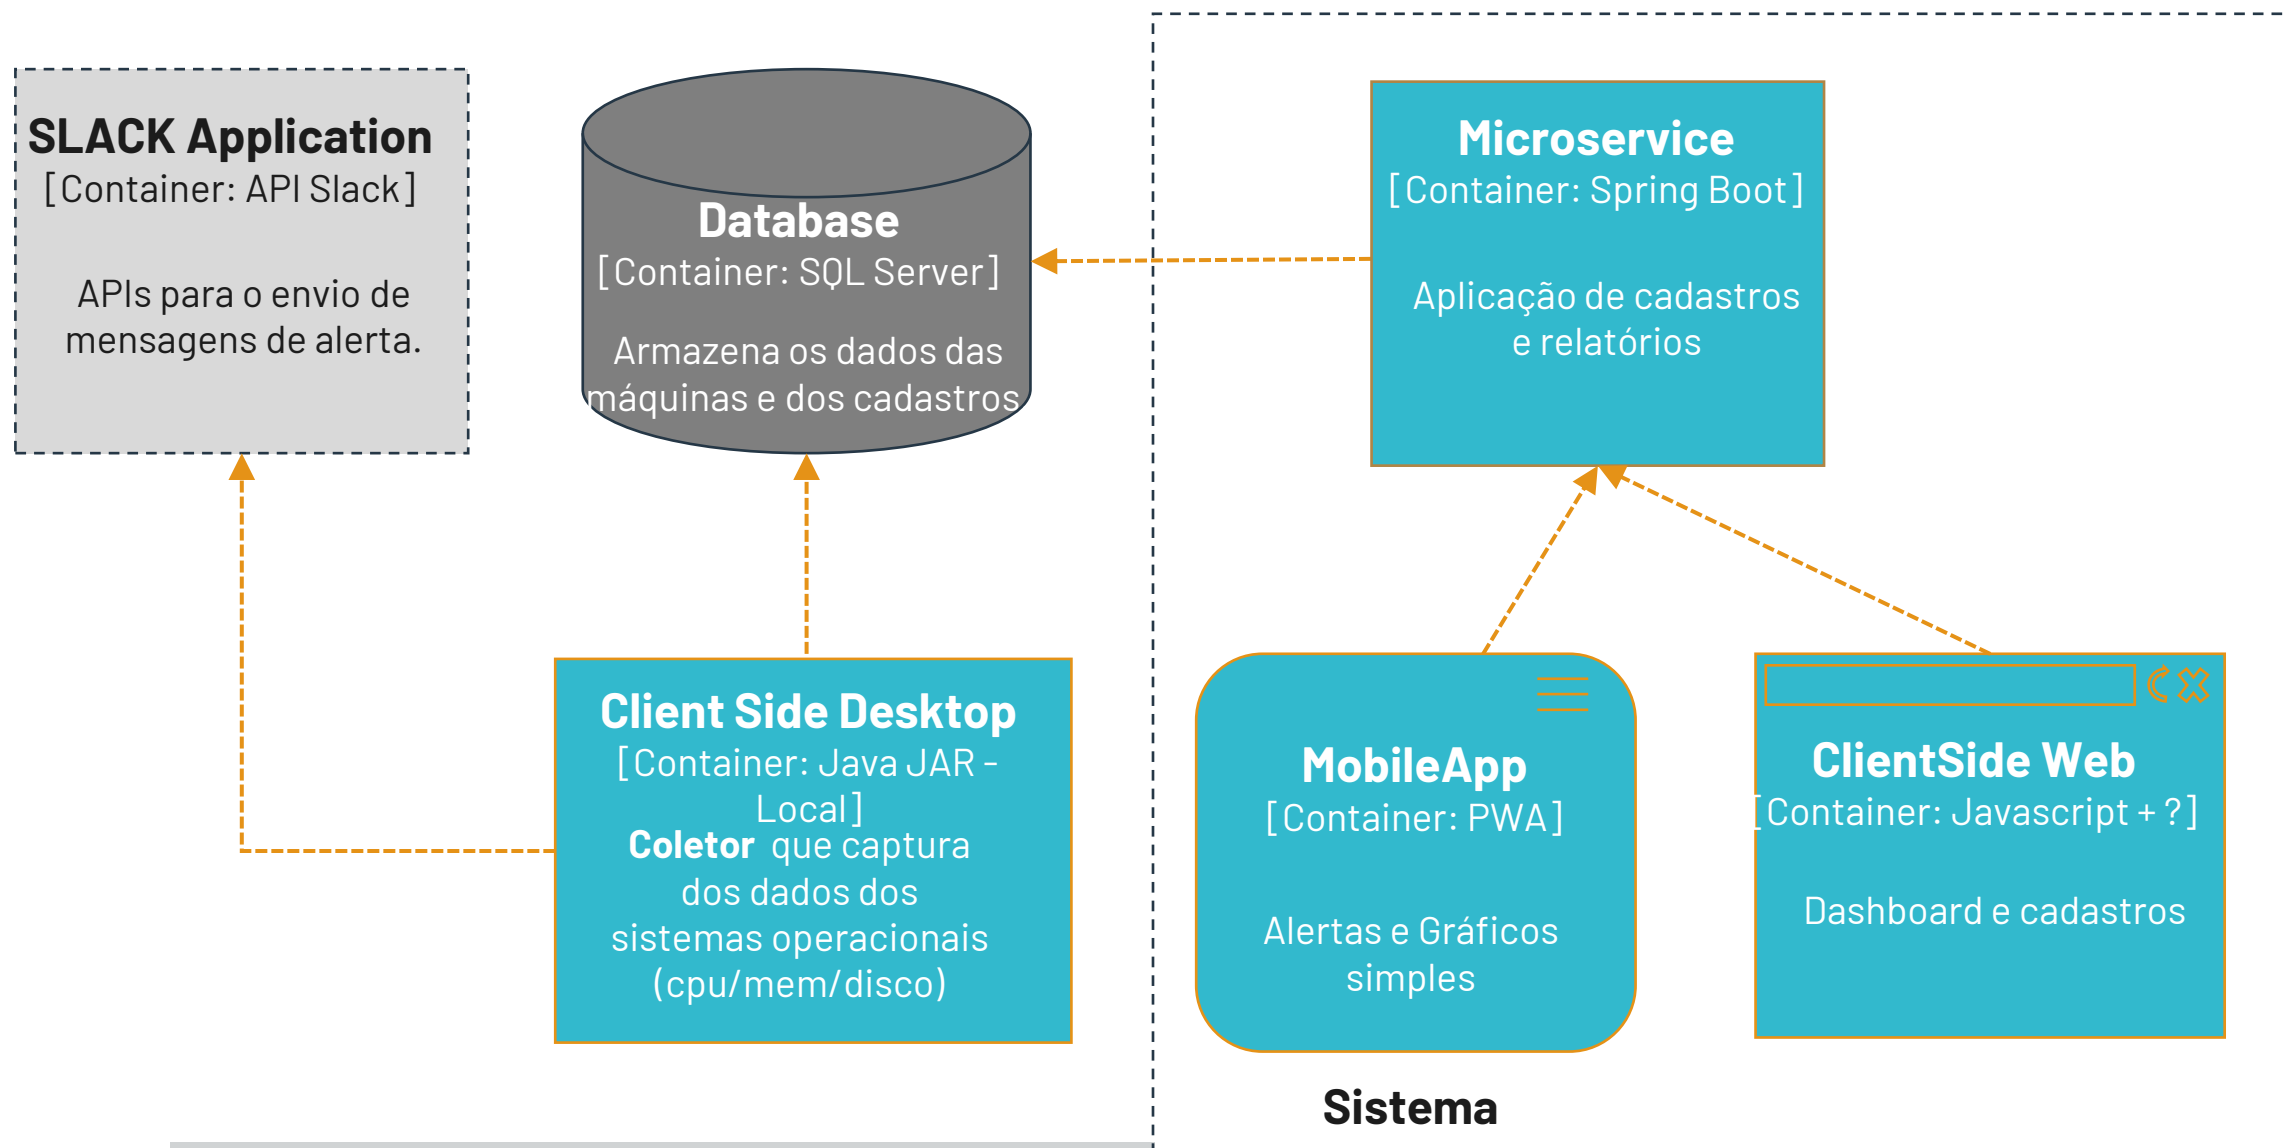 SLACK Application
[Container: API Slack]
APIs para o envio de
mensagens de alerta.
Database
[Container: SQL Server]
Armazena os dados das
máquinas e dos cadastros
Microservice
[Container: Spring Boot]
Aplicação de cadastros
e relatórios
Client Side Desktop
[Container: Java JAR -
Local]
Coletor que captura
dos dados dos
sistemas operacionais
(cpu/mem/disco)
MobileApp
[Container: PWA]
Alertas e Gráficos
simples
ClientSide Web
[Container: Javascript + ?]
Dashboard e cadastros
Sistema